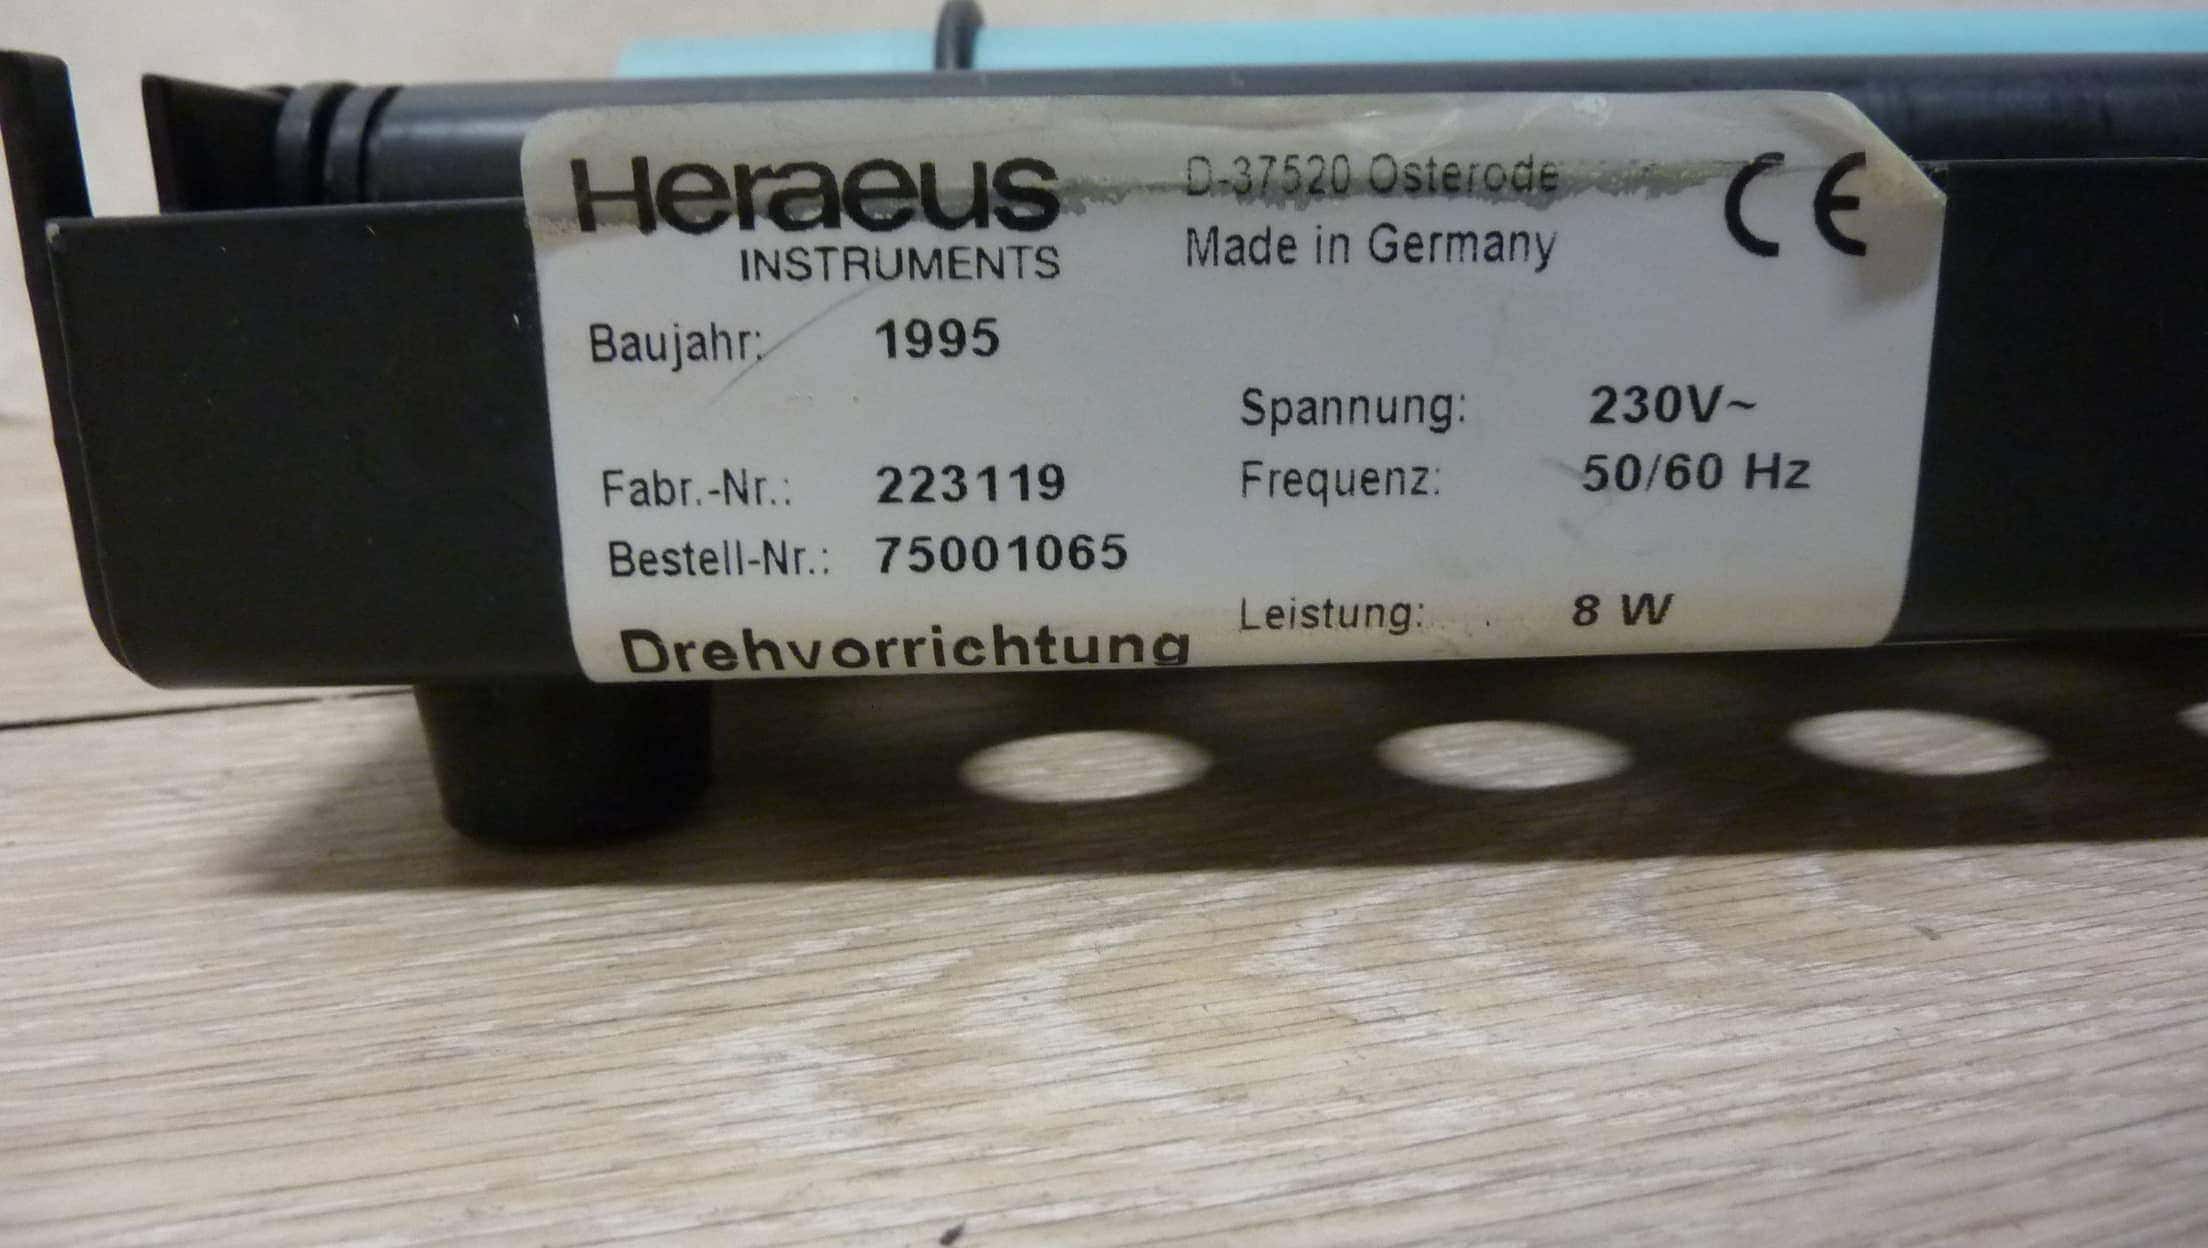 Heraeus
INSTRUMENTS
D-37520 Osterode
Made in Germany
CE
Baujahr: 1995
Spannung: 230V~
Fabr.-Nr.: 223119
Frequenz: 50/60 Hz
Bestell-Nr.: 75001065
Leistung: 8 W
Drehvorrichtung